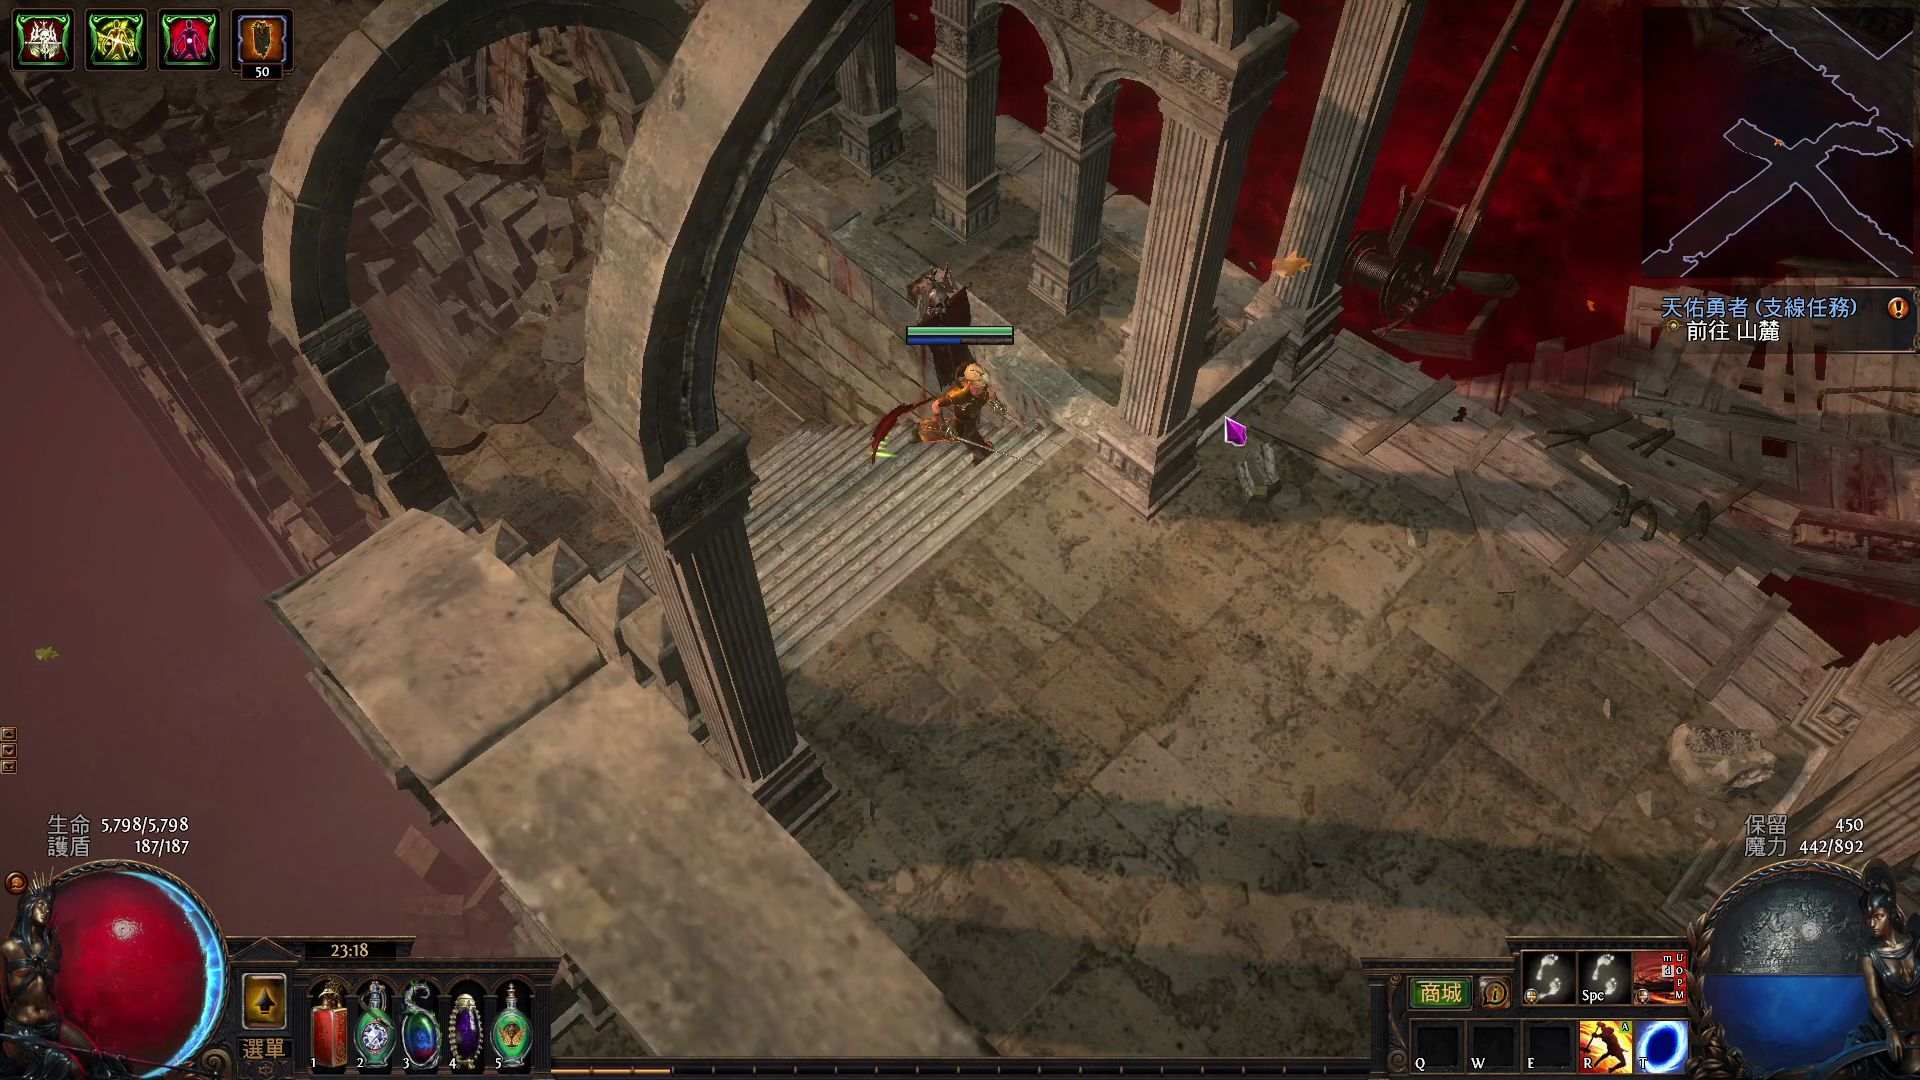 50
天佑勇者 (支線任務)
前往 山麓
生命 5,798/5,798
護盾 187/187
保留 450
魔力 442/892
23:18
選單
1
2
3
4
5
商城
Spc
m U
d O
P
M
Q
W
E
R
A
T